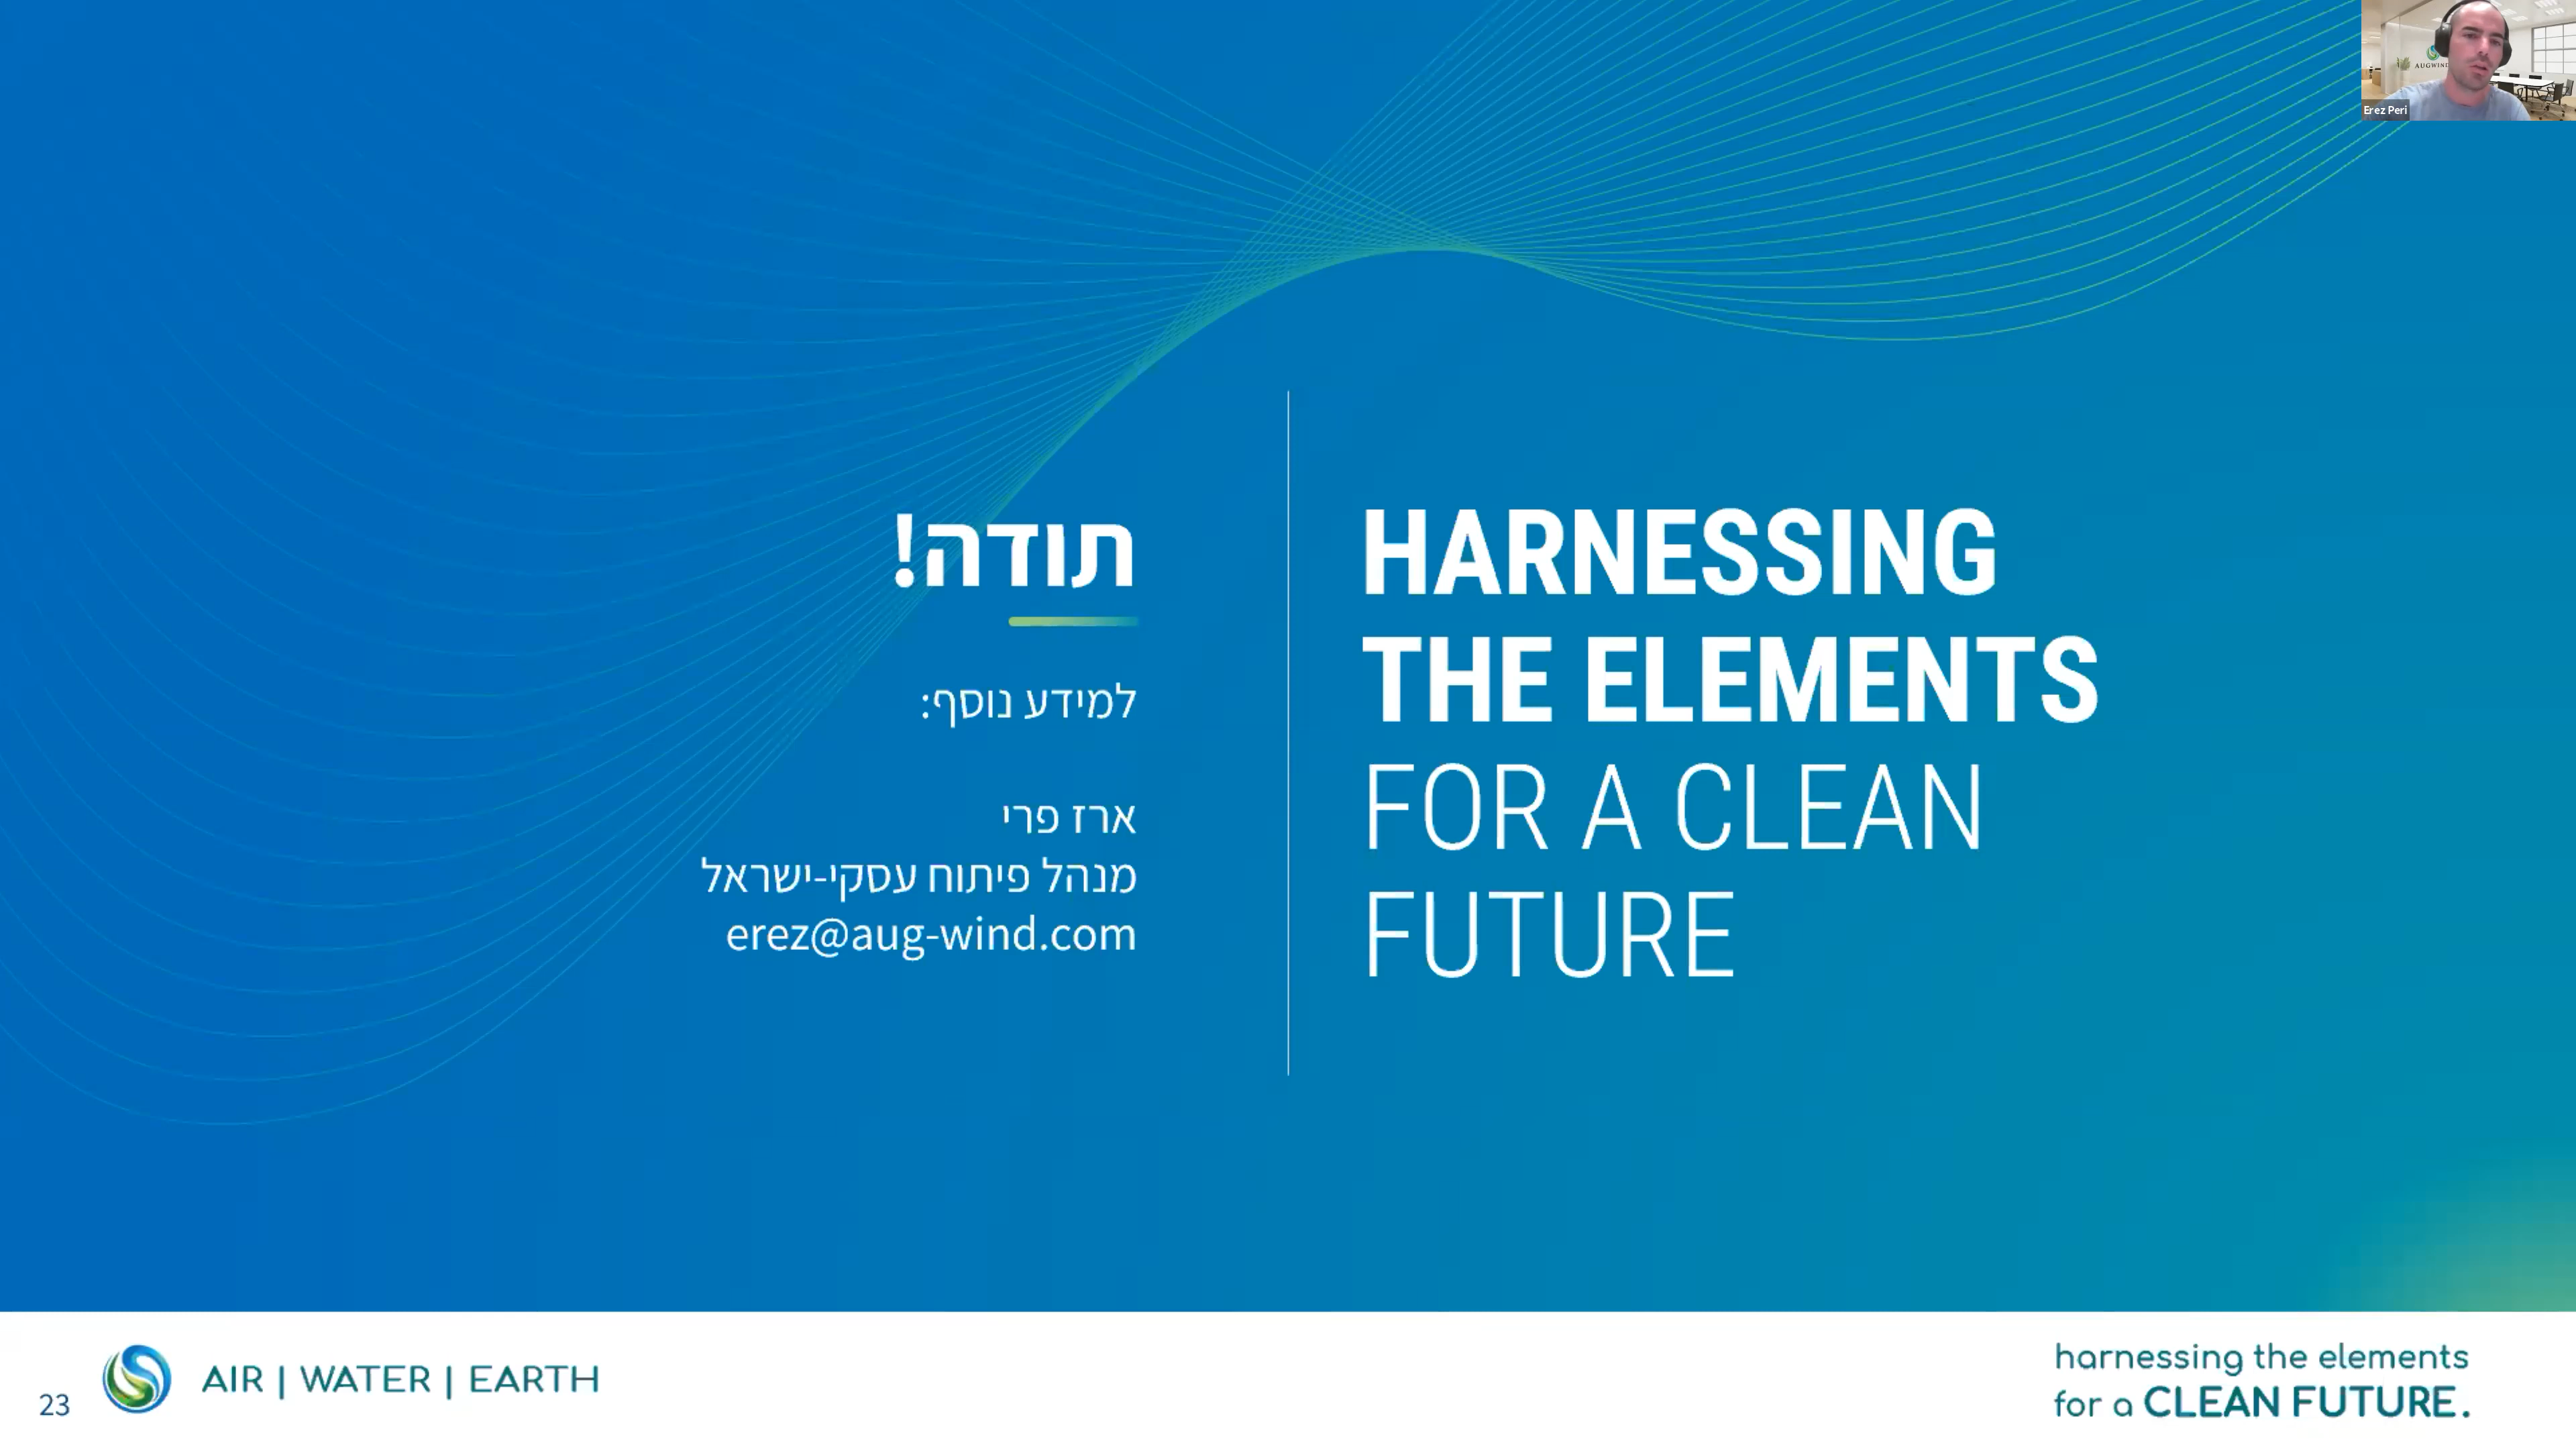 AUGWIND
Erez Peri
תודה!
למידע נוסף:
ארז פרי
מנהל פיתוח עסקי-ישראל
erez@aug-wind.com
HARNESSING
THE ELEMENTS
FOR A CLEAN
FUTURE
23
AIR | WATER | EARTH
harnessing the elements
for a CLEAN FUTURE.